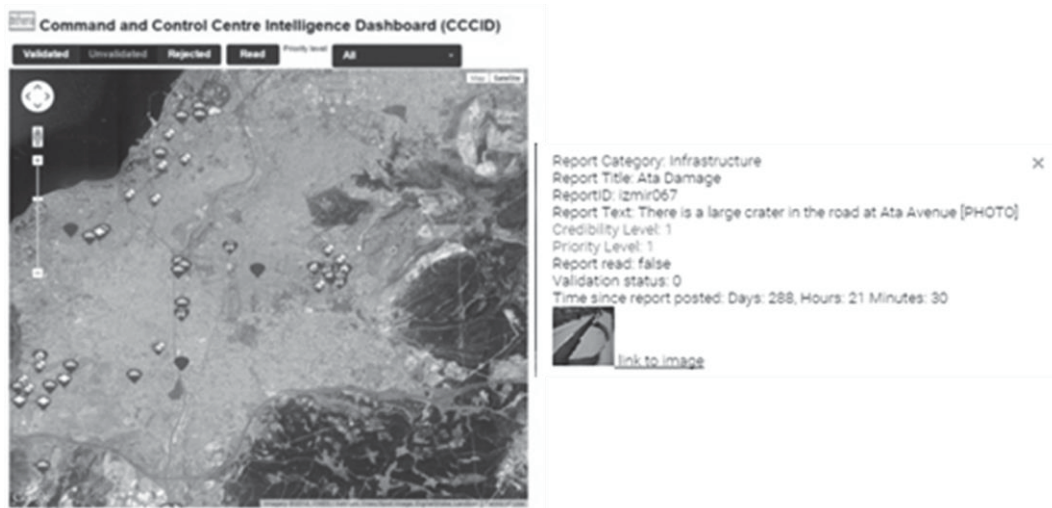 Command and Control Centre Intelligence Dashboard (CCCID)
Validated Unvalidated Rejected Read Priority level All
Map Satellite
Report Category: Infrastructure
Report Title: Ata Damage
ReportID: izmir067
Report Text: There is a large crater in the road at Ata Avenue [PHOTO]
Credibility Level: 1
Priority Level: 1
Report read: false
Validation status: 0
Time since report posted: Days: 288, Hours: 21 Minutes: 30
link to image